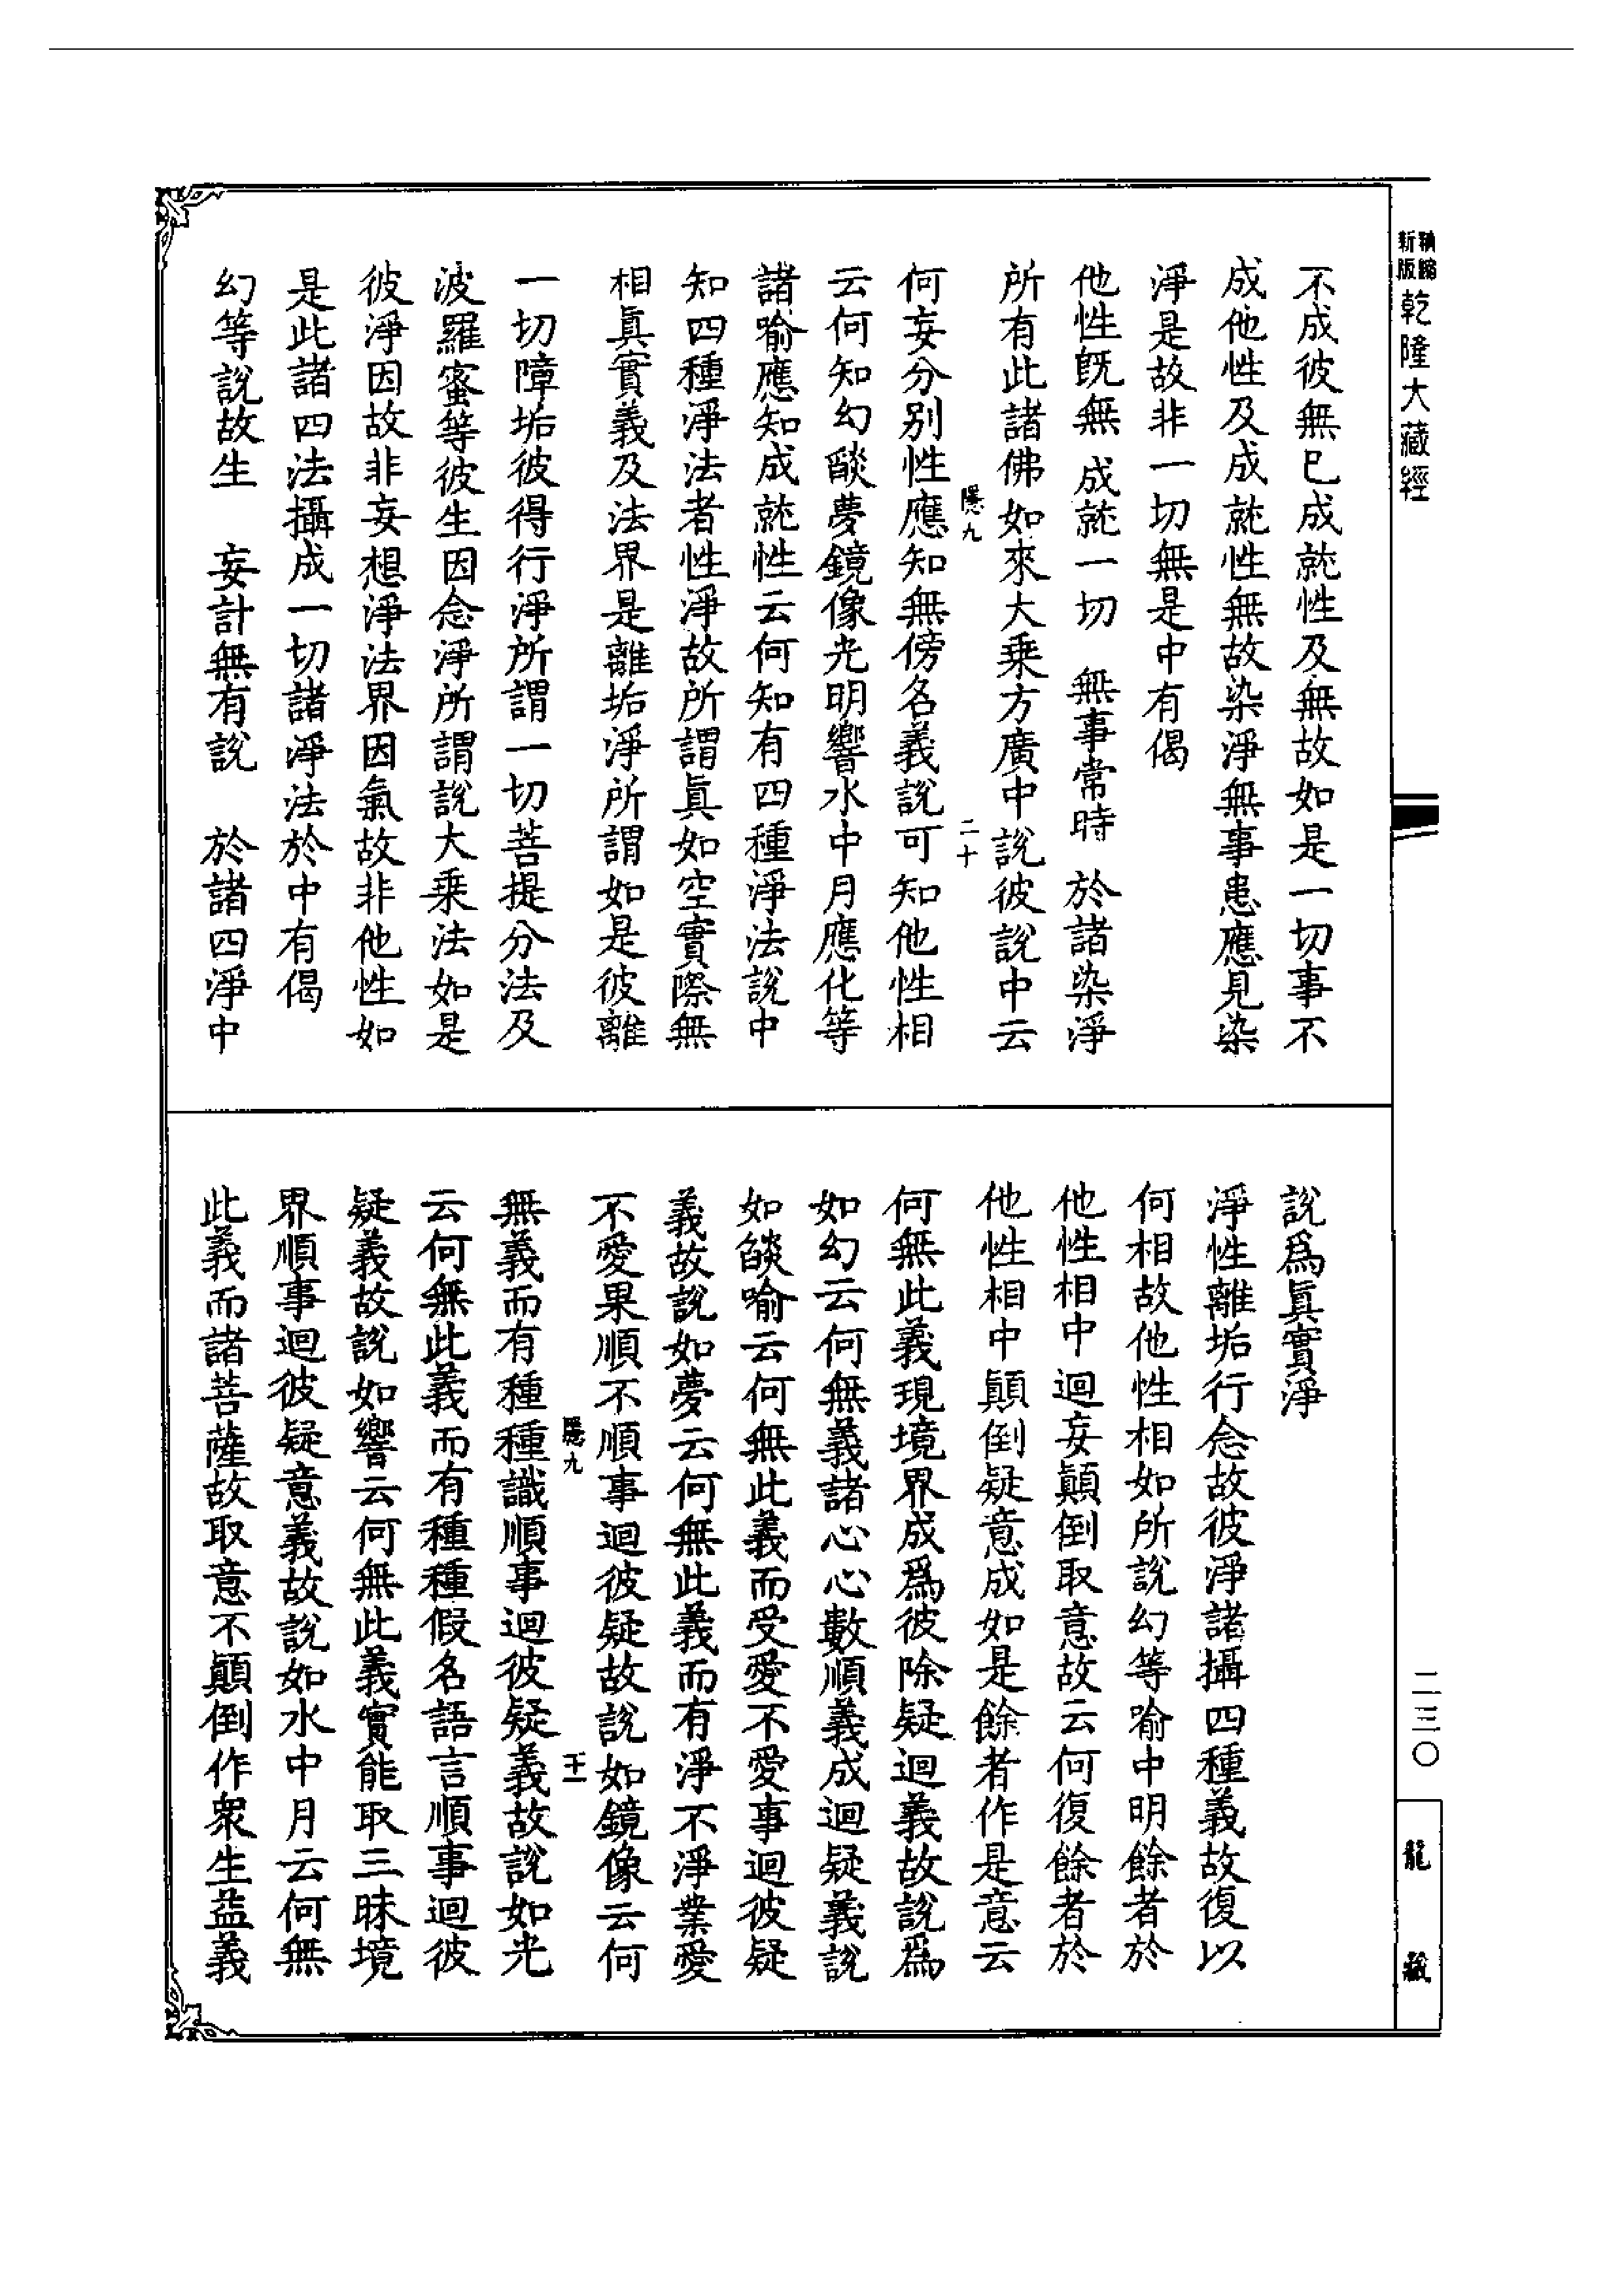 新版
精縮
乾隆大藏經
不成彼無巳成就性及無故如是一切事不
成他性及成就性無故染淨無事患應見染
淨是故非一切無是中有偈
他性旣無　成就一切　無事常時　於諸染淨
所有此諸佛如來大乘方廣中說彼說中云
隱九　二十
何妄分別性應知無傍名義說可知他性相
云何知幻燄夢鏡像光明響水中月應化等
諸喻應知成就性云何知有四種淨法說中
知四種淨法者性淨故所謂眞如空實際無
相眞實義及法界是離垢淨所謂如是彼離
一切障垢彼得行淨所謂一切菩提分法及
波羅蜜等彼生因念淨所謂說大乘法如是
彼淨因故非妄想淨法界因氣故非他性如
是此諸四法攝成一切諸淨法於中有偈
幻等說故生　妄計無有說　於諸四淨中
說爲眞實淨
淨性離垢行念故彼淨諸攝四種義故復以
何相故他性相如所說幻等喻中明餘者於
他性相中迴妄顚倒取意故云何復餘者於
他性相中顚倒疑意成如是餘者作是意云
何無此義現境界成爲彼除疑迴義故說爲
如幻云何無義諸心心數順義成迴疑義說
如燄喻云何無此義而受愛不愛事迴彼疑
義故說如夢云何無此義而有淨不淨業愛
不愛果順不順事迴彼疑故說如鏡像云何
隱九　王
無義而有種種識順事迴彼疑義故說如光
云何無此義而有種種假名語言順事迴彼
疑義故說如響云何無此義實能取三昧境
界順事迴彼疑意義故說如水中月云何無
此義而諸菩薩故取意不顚倒作衆生益義
二三〇
龍藏